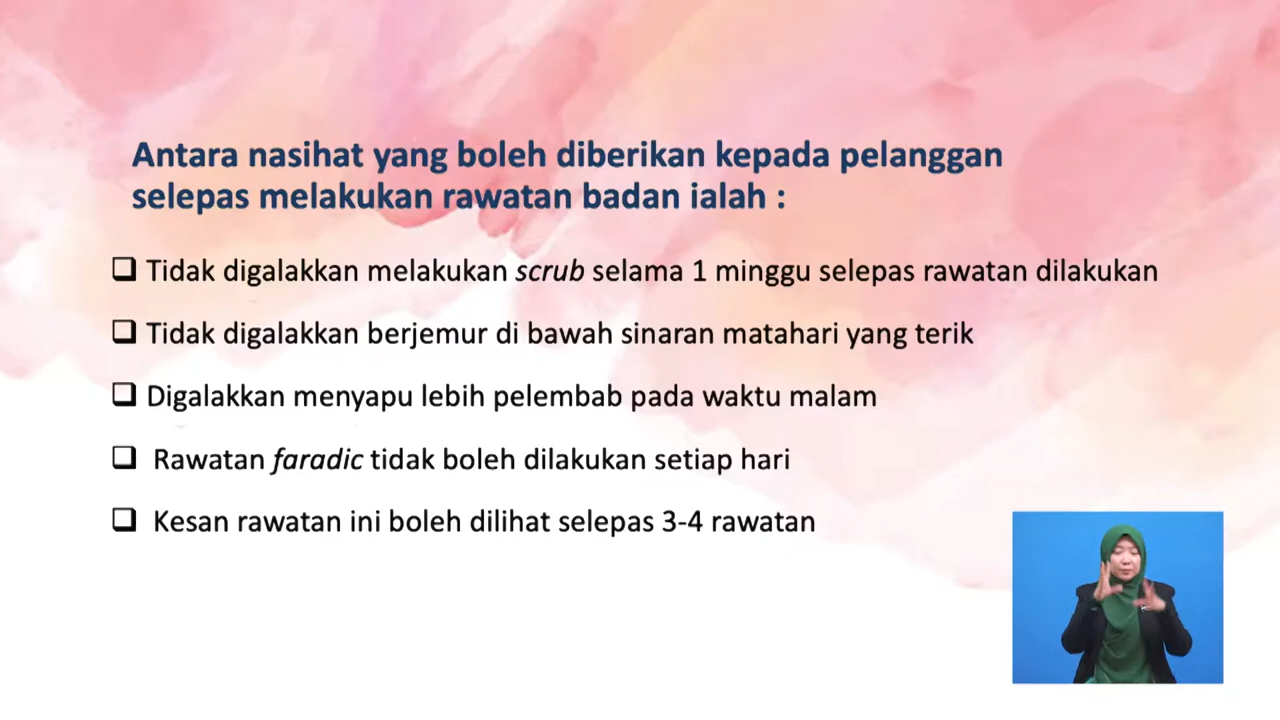 Antara nasihat yang boleh diberikan kepada pelanggan
selepas melakukan rawatan badan ialah :
Tidak digalakkan melakukan scrub selama 1 minggu selepas rawatan dilakukan
Tidak digalakkan berjemur di bawah sinaran matahari yang terik
Digalakkan menyapu lebih pelembab pada waktu malam
Rawatan faradic tidak boleh dilakukan setiap hari
Kesan rawatan ini boleh dilihat selepas 3-4 rawatan